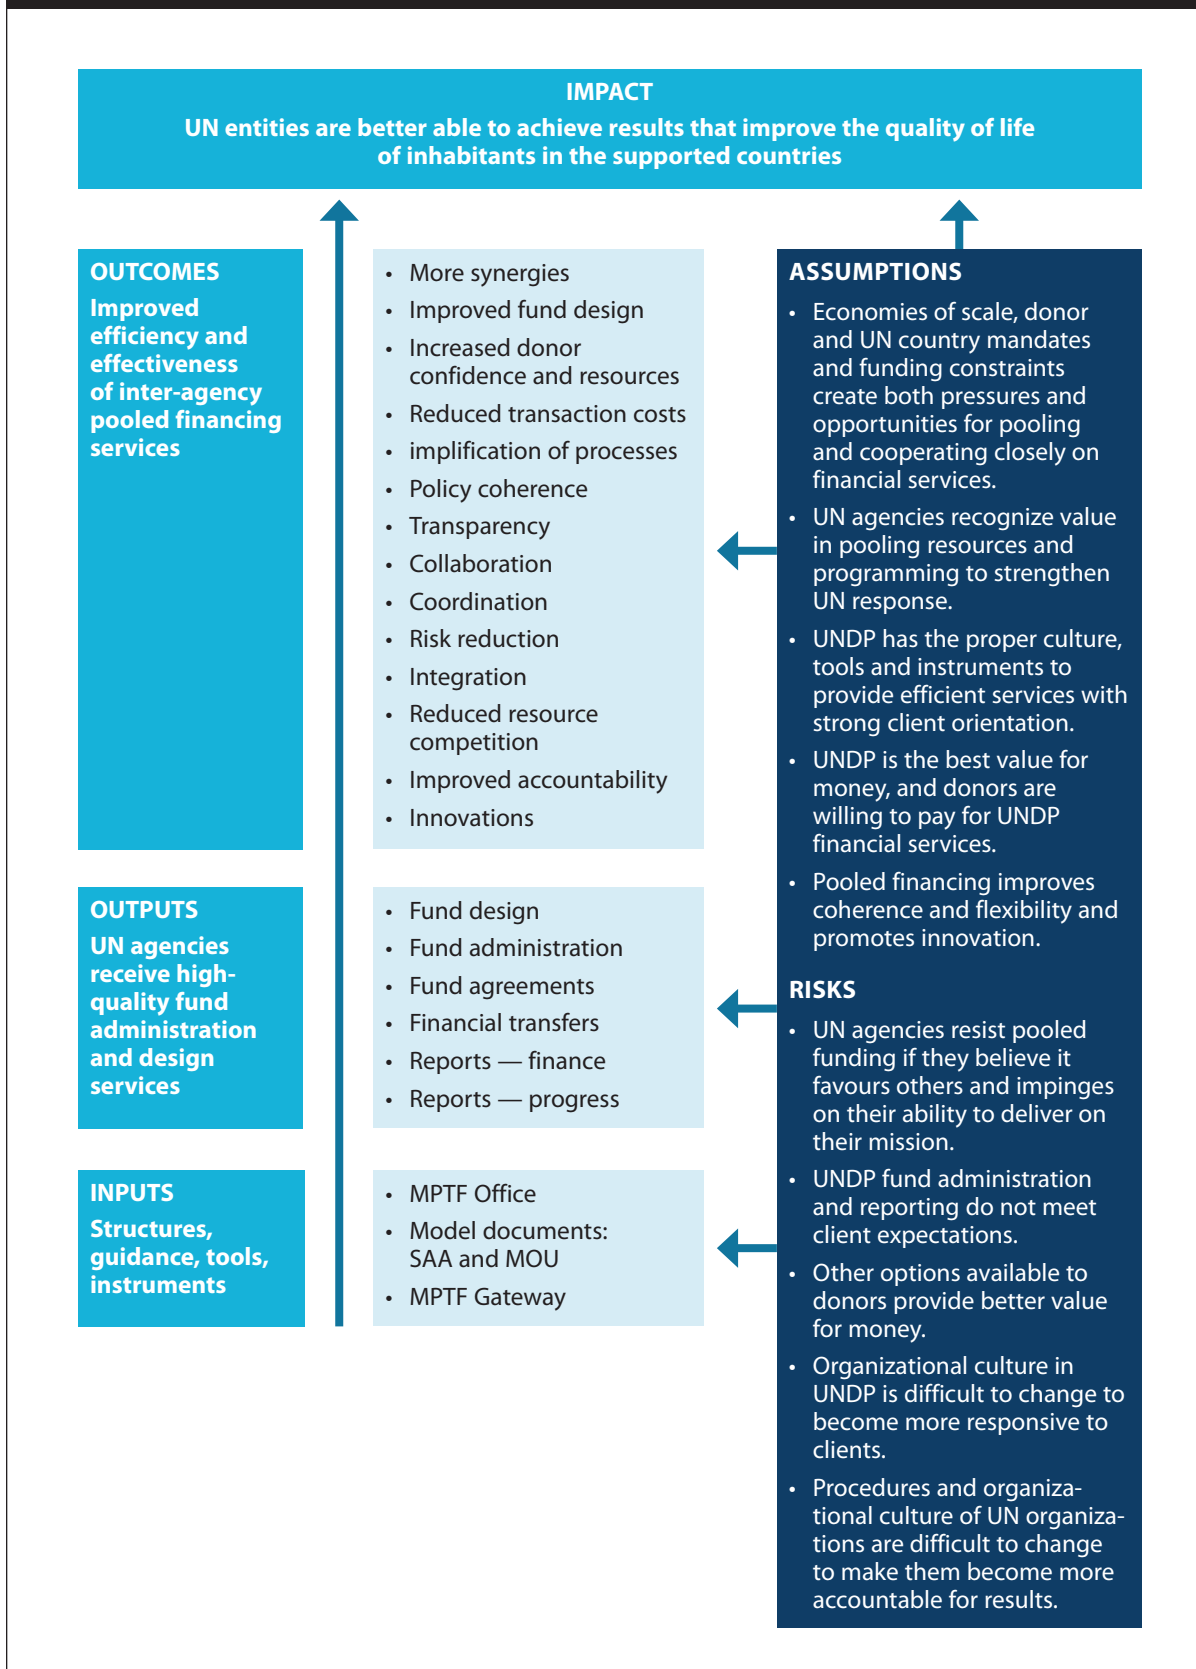 IMPACT
UN entities are better able to achieve results that improve the quality of life
of inhabitants in the supported countries
OUTCOMES
Improved
efficiency and
effectiveness
of inter-agency
pooled financing
services
• More synergies
• Improved fund design
• Increased donor
confidence and resources
• Reduced transaction costs
• implification of processes
• Policy coherence
• Transparency
• Collaboration
• Coordination
• Risk reduction
• Integration
• Reduced resource
competition
• Improved accountability
• Innovations
OUTPUTS
UN agencies
receive high-
quality fund
administration
and design
services
• Fund design
• Fund administration
• Fund agreements
• Financial transfers
• Reports — finance
• Reports — progress
INPUTS
Structures,
guidance, tools,
instruments
• MPTF Office
• Model documents:
SAA and MOU
• MPTF Gateway
ASSUMPTIONS
• Economies of scale, donor
and UN country mandates
and funding constraints
create both pressures and
opportunities for pooling
and cooperating closely on
financial services.
• UN agencies recognize value
in pooling resources and
programming to strengthen
UN response.
• UNDP has the proper culture,
tools and instruments to
provide efficient services with
strong client orientation.
• UNDP is the best value for
money, and donors are
willing to pay for UNDP
financial services.
• Pooled financing improves
coherence and flexibility and
promotes innovation.
RISKS
• UN agencies resist pooled
funding if they believe it
favours others and impinges
on their ability to deliver on
their mission.
• UNDP fund administration
and reporting do not meet
client expectations.
• Other options available to
donors provide better value
for money.
• Organizational culture in
UNDP is difficult to change to
become more responsive to
clients.
• Procedures and organiza-
tional culture of UN organiza-
tions are difficult to change
to make them become more
accountable for results.